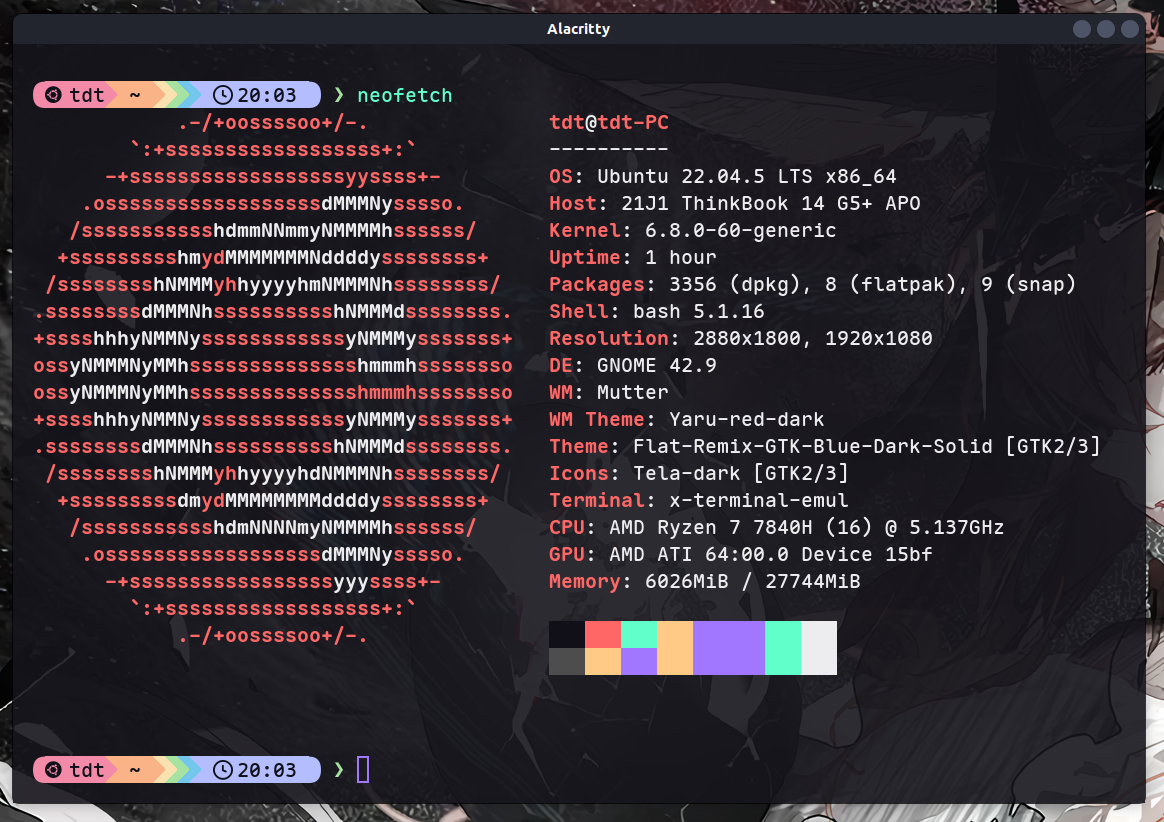 Alacritty
tdt ~ 20:03 ❯ neofetch
.-/+oossssoo+/-. tdt@tdt-PC
`:+ssssssssssssssssss+:` ----------
-+ssssssssssssssssssyyssss+- OS: Ubuntu 22.04.5 LTS x86_64
.ossssssssssssssssssdMMMNysssso. Host: 21J1 ThinkBook 14 G5+ APO
/ssssssssssshdmmNNmmyNMMMMhssssss/ Kernel: 6.8.0-60-generic
+ssssssssshmydMMMMMMMNddddyssssssss+ Uptime: 1 hour
/sssssssshNMMMyhhyyyyhmNMMMNhssssssss/ Packages: 3356 (dpkg), 8 (flatpak), 9 (snap)
.ssssssssdMMMNhsssssssssshNMMMdssssssss. Shell: bash 5.1.16
+sssshhhyNMMNyssssssssssssyNMMMysssssss+ Resolution: 2880x1800, 1920x1080
ossyNMMMNyMMhsssssssssssssshmmmhssssssso DE: GNOME 42.9
ossyNMMMNyMMhsssssssssssssshmmmhssssssso WM: Mutter
+sssshhhyNMMNyssssssssssssyNMMMysssssss+ WM Theme: Yaru-red-dark
.ssssssssdMMMNhsssssssssshNMMMdssssssss. Theme: Flat-Remix-GTK-Blue-Dark-Solid [GTK2/3]
/sssssssshNMMMyhhyyyyhdNMMMNhssssssss/ Icons: Tela-dark [GTK2/3]
+sssssssssdmydMMMMMMMMddddyssssssss+ Terminal: x-terminal-emul
/ssssssssssshdmNNNNmyNMMMMhssssss/ CPU: AMD Ryzen 7 7840H (16) @ 5.137GHz
.ossssssssssssssssssdMMMNysssso. GPU: AMD ATI 64:00.0 Device 15bf
-+sssssssssssssssssyyyssss+- Memory: 6026MiB / 27744MiB
`:+ssssssssssssssssss+:`
.-/+oossssoo+/-.
tdt ~ 20:03 ❯